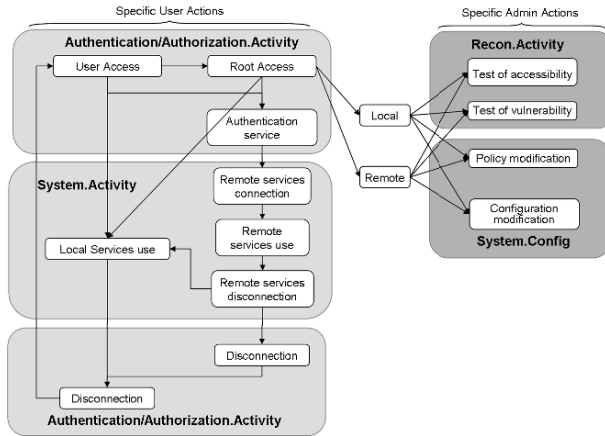 Specific User Actions
Specific Admin Actions
Authentication/Authorization.Activity
User Access
Root Access
Authentication
service
System.Activity
Remote services
connection
Remote
services use
Local Services use
Remote services
disconnection
Disconnection
Disconnection
Authentication/Authorization.Activity
Local
Remote
Recon.Activity
Test of accessibility
Test of vulnerability
Policy modification
Configuration
modification
System.Config